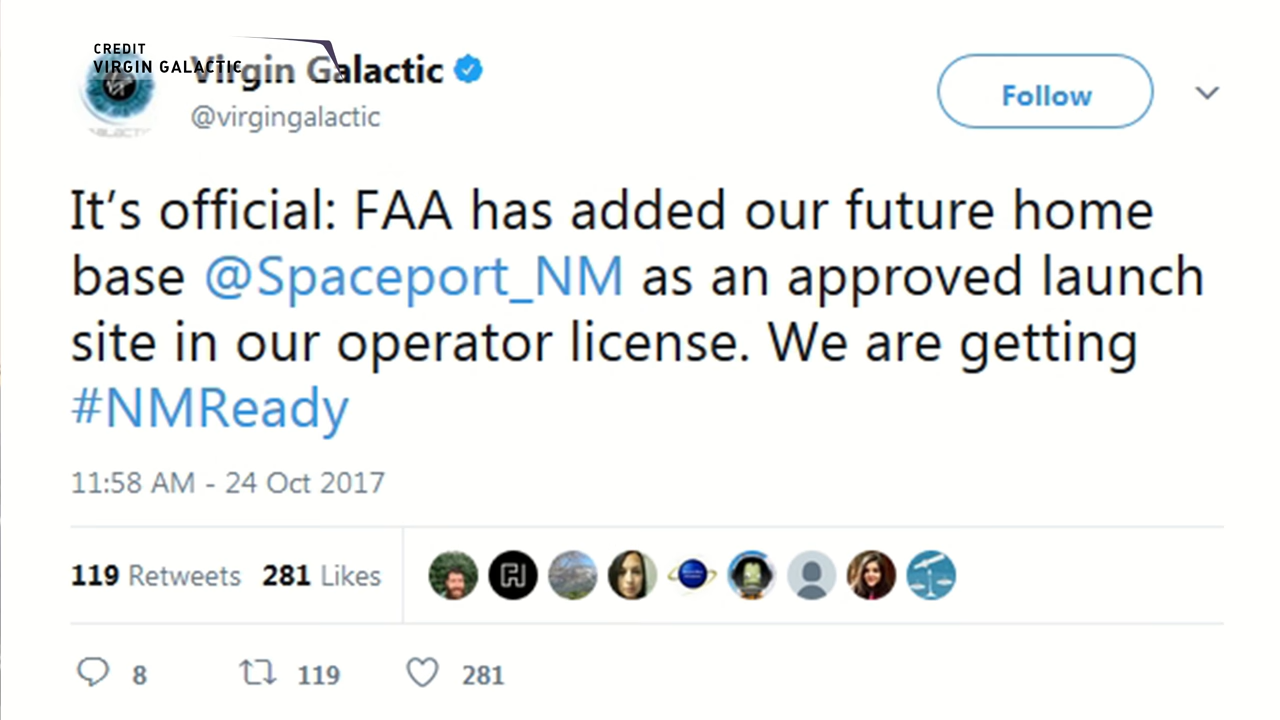 CREDIT
VIRGIN GALACTIC
Virgin Galactic
@virgingalactic
Follow
It's official: FAA has added our future home
base @Spaceport_NM as an approved launch
site in our operator license. We are getting
#NMReady
11:58 AM - 24 Oct 2017
119 Retweets 281 Likes
8 119 281